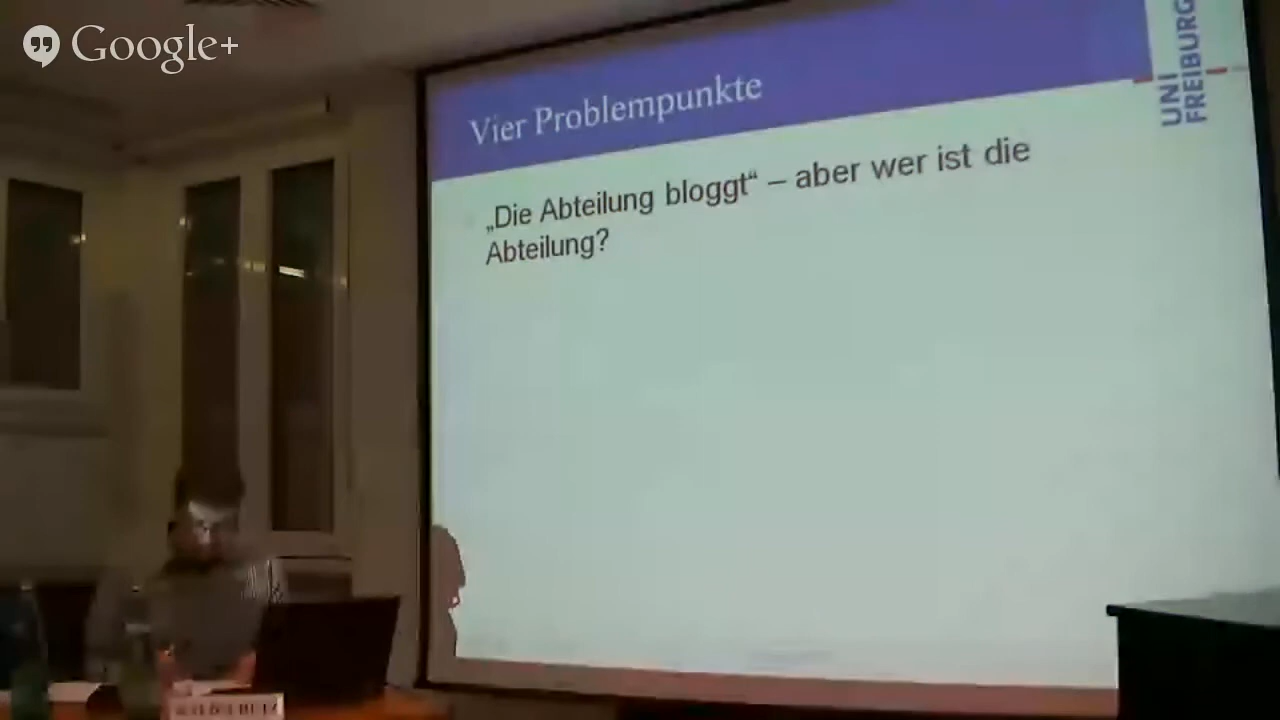 Google+
Vier Problempunkte
UNI
FREIBURG
„Die Abteilung bloggt“ – aber wer ist die
Abteilung?